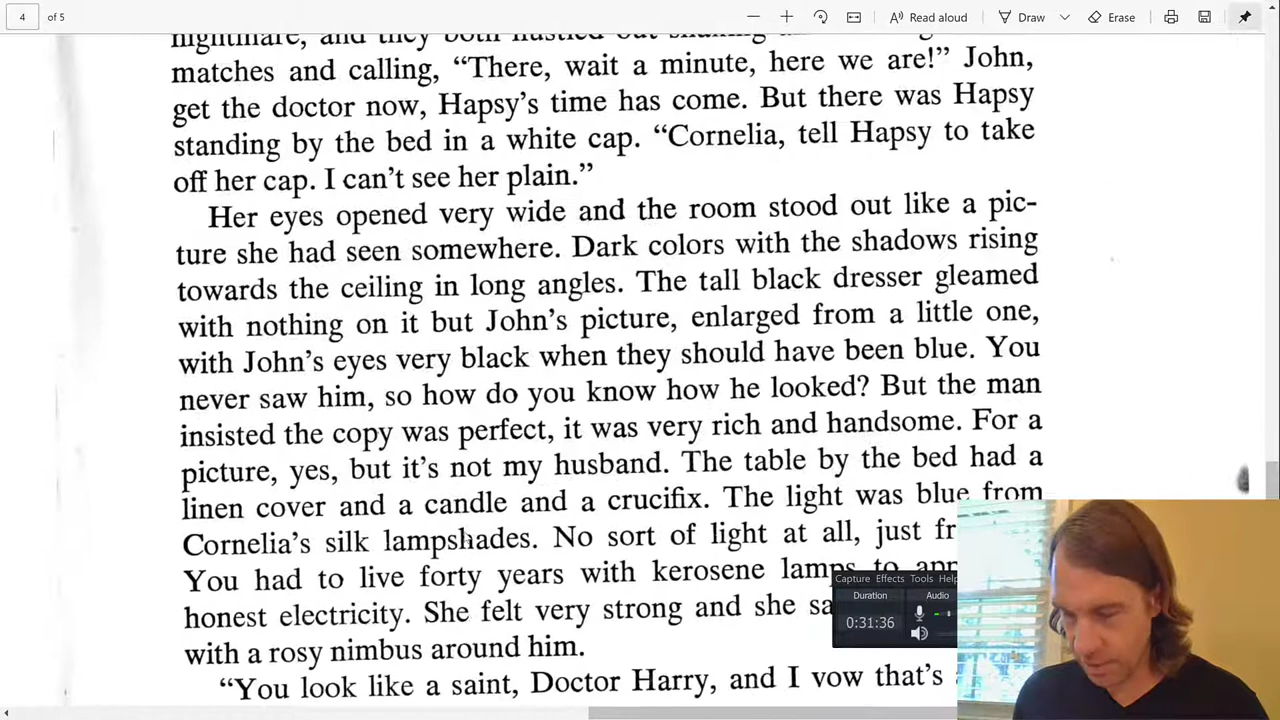 4 of 5 Read aloud Draw Erase
matches and calling, “There, wait a minute, here we are!” John,
get the doctor now, Hapsy’s time has come. But there was Hapsy
standing by the bed in a white cap. “Cornelia, tell Hapsy to take
off her cap. I can’t see her plain.”
Her eyes opened very wide and the room stood out like a pic-
ture she had seen somewhere. Dark colors with the shadows rising
towards the ceiling in long angles. The tall black dresser gleamed
with nothing on it but John’s picture, enlarged from a little one,
with John’s eyes very black when they should have been blue. You
never saw him, so how do you know how he looked? But the man
insisted the copy was perfect, it was very rich and handsome. For a
picture, yes, but it’s not my husband. The table by the bed had a
linen cover and a candle and a crucifix. The light was blue from
Cornelia’s silk lampshades. No sort of light at all, just
You had to live forty years with kerosene lamps to
honest electricity. She felt very strong and she
with a rosy nimbus around him.
“You look like a saint, Doctor Harry, and I vow that’s
Capture Effects Tools Help
Duration Audio
0:31:36